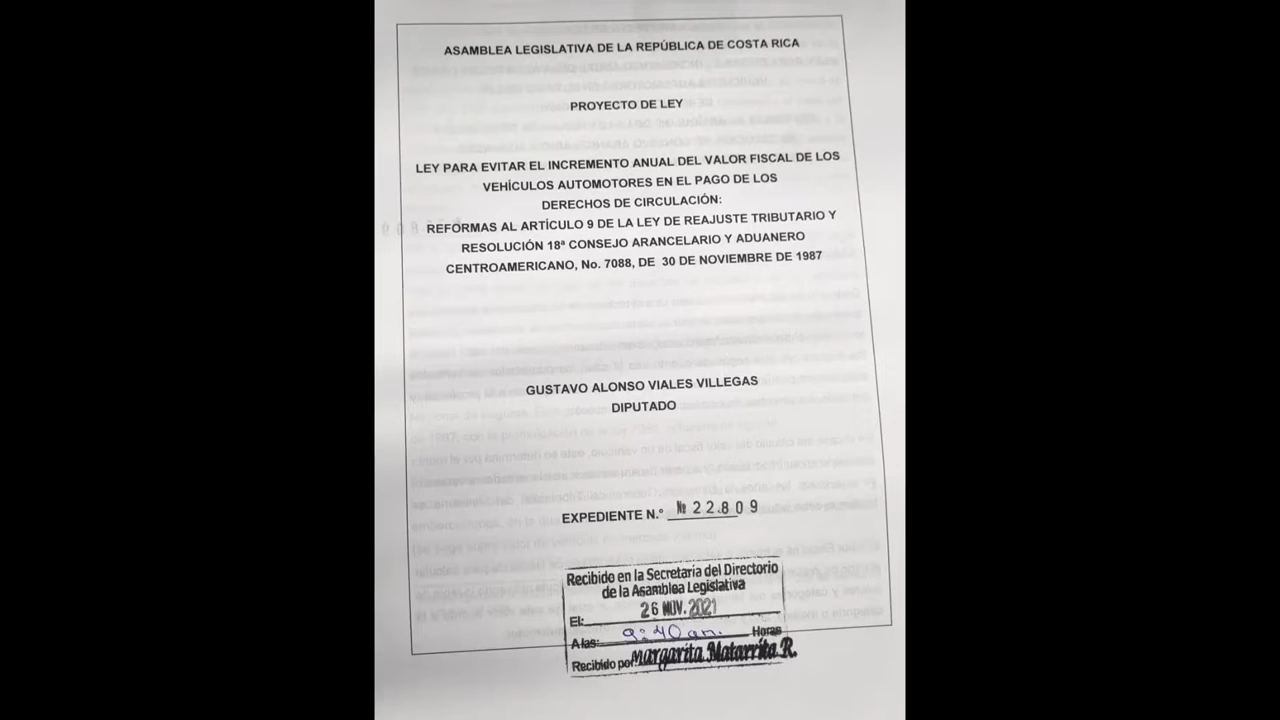 ASAMBLEA LEGISLATIVA DE LA REPÚBLICA DE COSTA RICA
PROYECTO DE LEY
LEY PARA EVITAR EL INCREMENTO ANUAL DEL VALOR FISCAL DE LOS
VEHÍCULOS AUTOMOTORES EN EL PAGO DE LOS
DERECHOS DE CIRCULACIÓN:
REFORMAS AL ARTÍCULO 9 DE LA LEY DE REAJUSTE TRIBUTARIO Y
RESOLUCIÓN 18ª CONSEJO ARANCELARIO Y ADUANERO
CENTROAMERICANO, No. 7088, DE 30 DE NOVIEMBRE DE 1987
GUSTAVO ALONSO VIALES VILLEGAS
DIPUTADO
EXPEDIENTE N.° № 22.809
Recibido en la Secretaría del Directorio
de la Asamblea Legislativa
El: 26 NOV. 2021
A las: 9:40 am. Horas
Recibido por: Margarita Matarrita R.